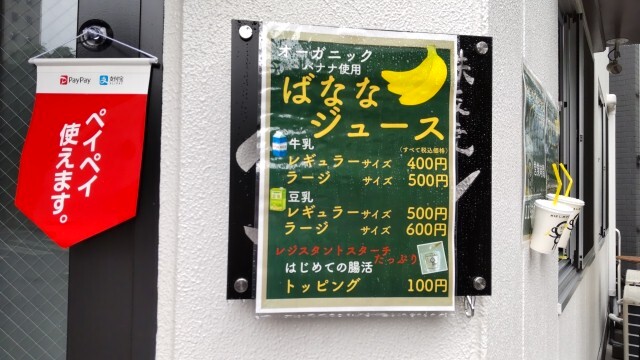 PayPay
ペイペイ
使えます。
オーガニック
バナナ使用
ばなな
ジュース
(すべて税込価格)
牛乳
レギュラーサイズ 400円
ラージ サイズ 500円
豆乳
レギュラーサイズ 500円
ラージ サイズ 600円
レジスタントスターチ
たっぷり
はじめての腸活
トッピング 100円